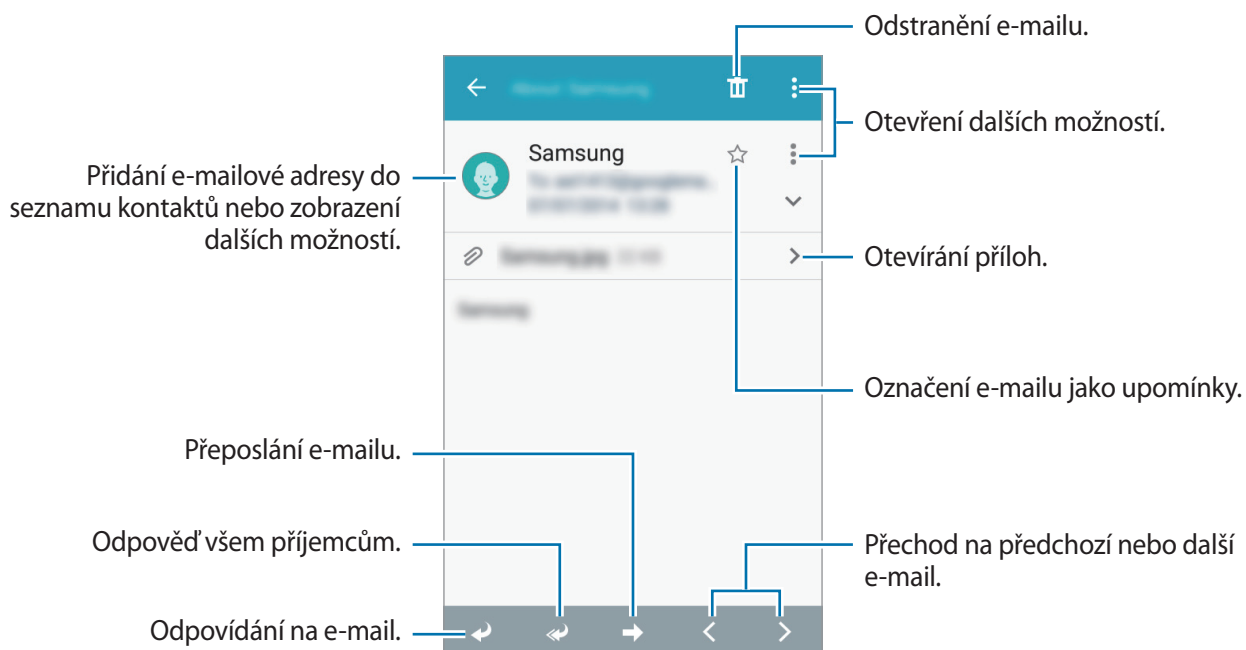 Odstranění e-mailu.
Otevření dalších možností.
Samsung
Přidání e-mailové adresy do
seznamu kontaktů nebo zobrazení
dalších možností.
Otevírání příloh.
Označení e-mailu jako upomínky.
Přeposlání e-mailu.
Odpověď všem příjemcům.
Přechod na předchozí nebo další
e-mail.
Odpovídání na e-mail.